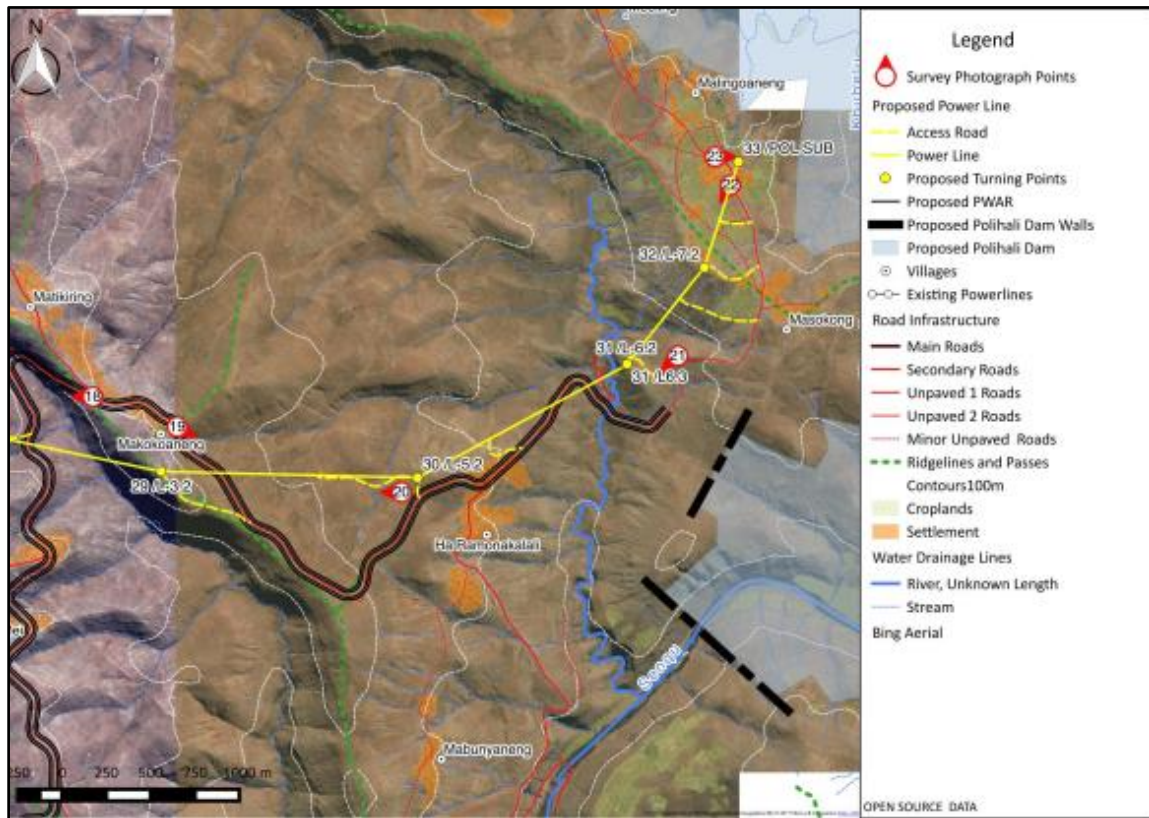 N
Malingoaneng
23
33 /POL SUB
22
32 /L-7.2
Matikiring
Masokong
31 /L-6.2
21
31 /L6.3
18
19
Makokoaneng
30 /L-5.2
29 /L-3.2
20
Ha Ramonakalali
Senqu
Mabunyaneng
250 0 250 500 750 1000 m
Legend
Survey Photograph Points
Proposed Power Line
Access Road
Power Line
Proposed Turning Points
Proposed PWAR
Proposed Polihali Dam Walls
Proposed Polihali Dam
Villages
Existing Powerlines
Road Infrastructure
Main Roads
Secondary Roads
Unpaved 1 Roads
Unpaved 2 Roads
Minor Unpaved Roads
Ridgelines and Passes
Contours100m
Croplands
Settlement
Water Drainage Lines
River, Unknown Length
Stream
Bing Aerial
OPEN SOURCE DATA